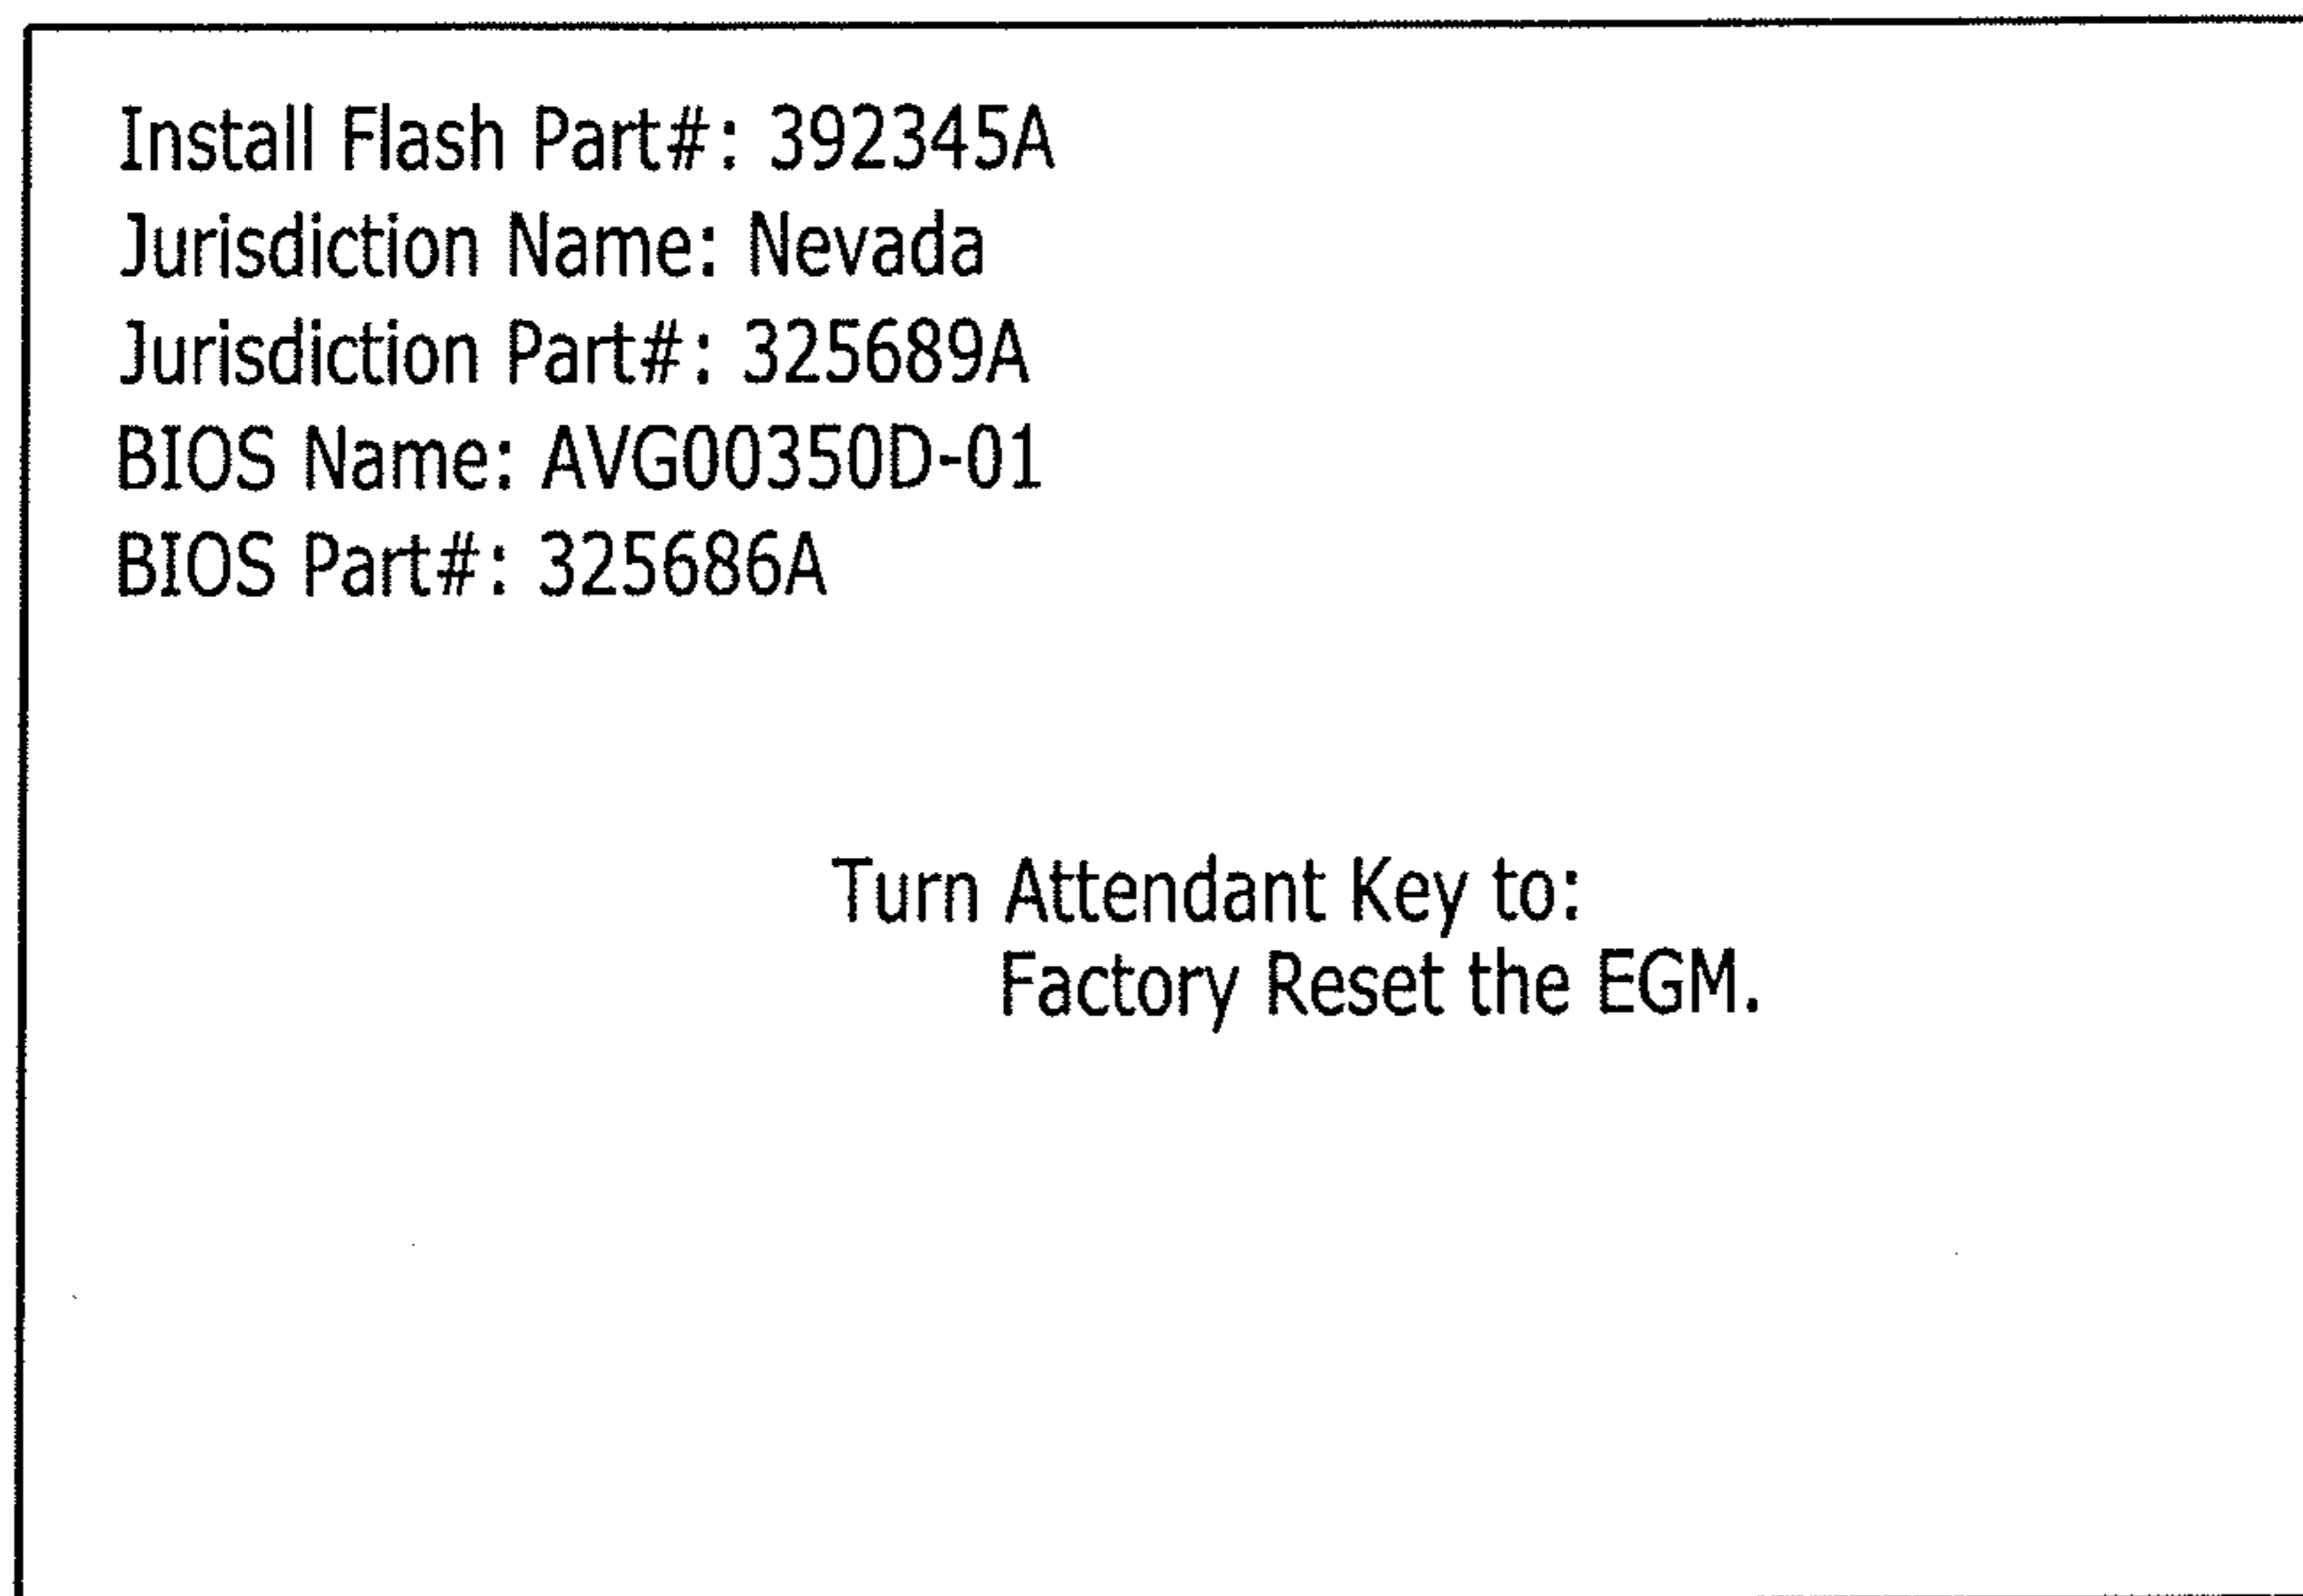 Install Flash Part#: 392345A
Jurisdiction Name: Nevada
Jurisdiction Part#: 325689A
BIOS Name: AVG00350D-01
BIOS Part#: 325686A
Turn Attendant Key to:
Factory Reset the EGM.